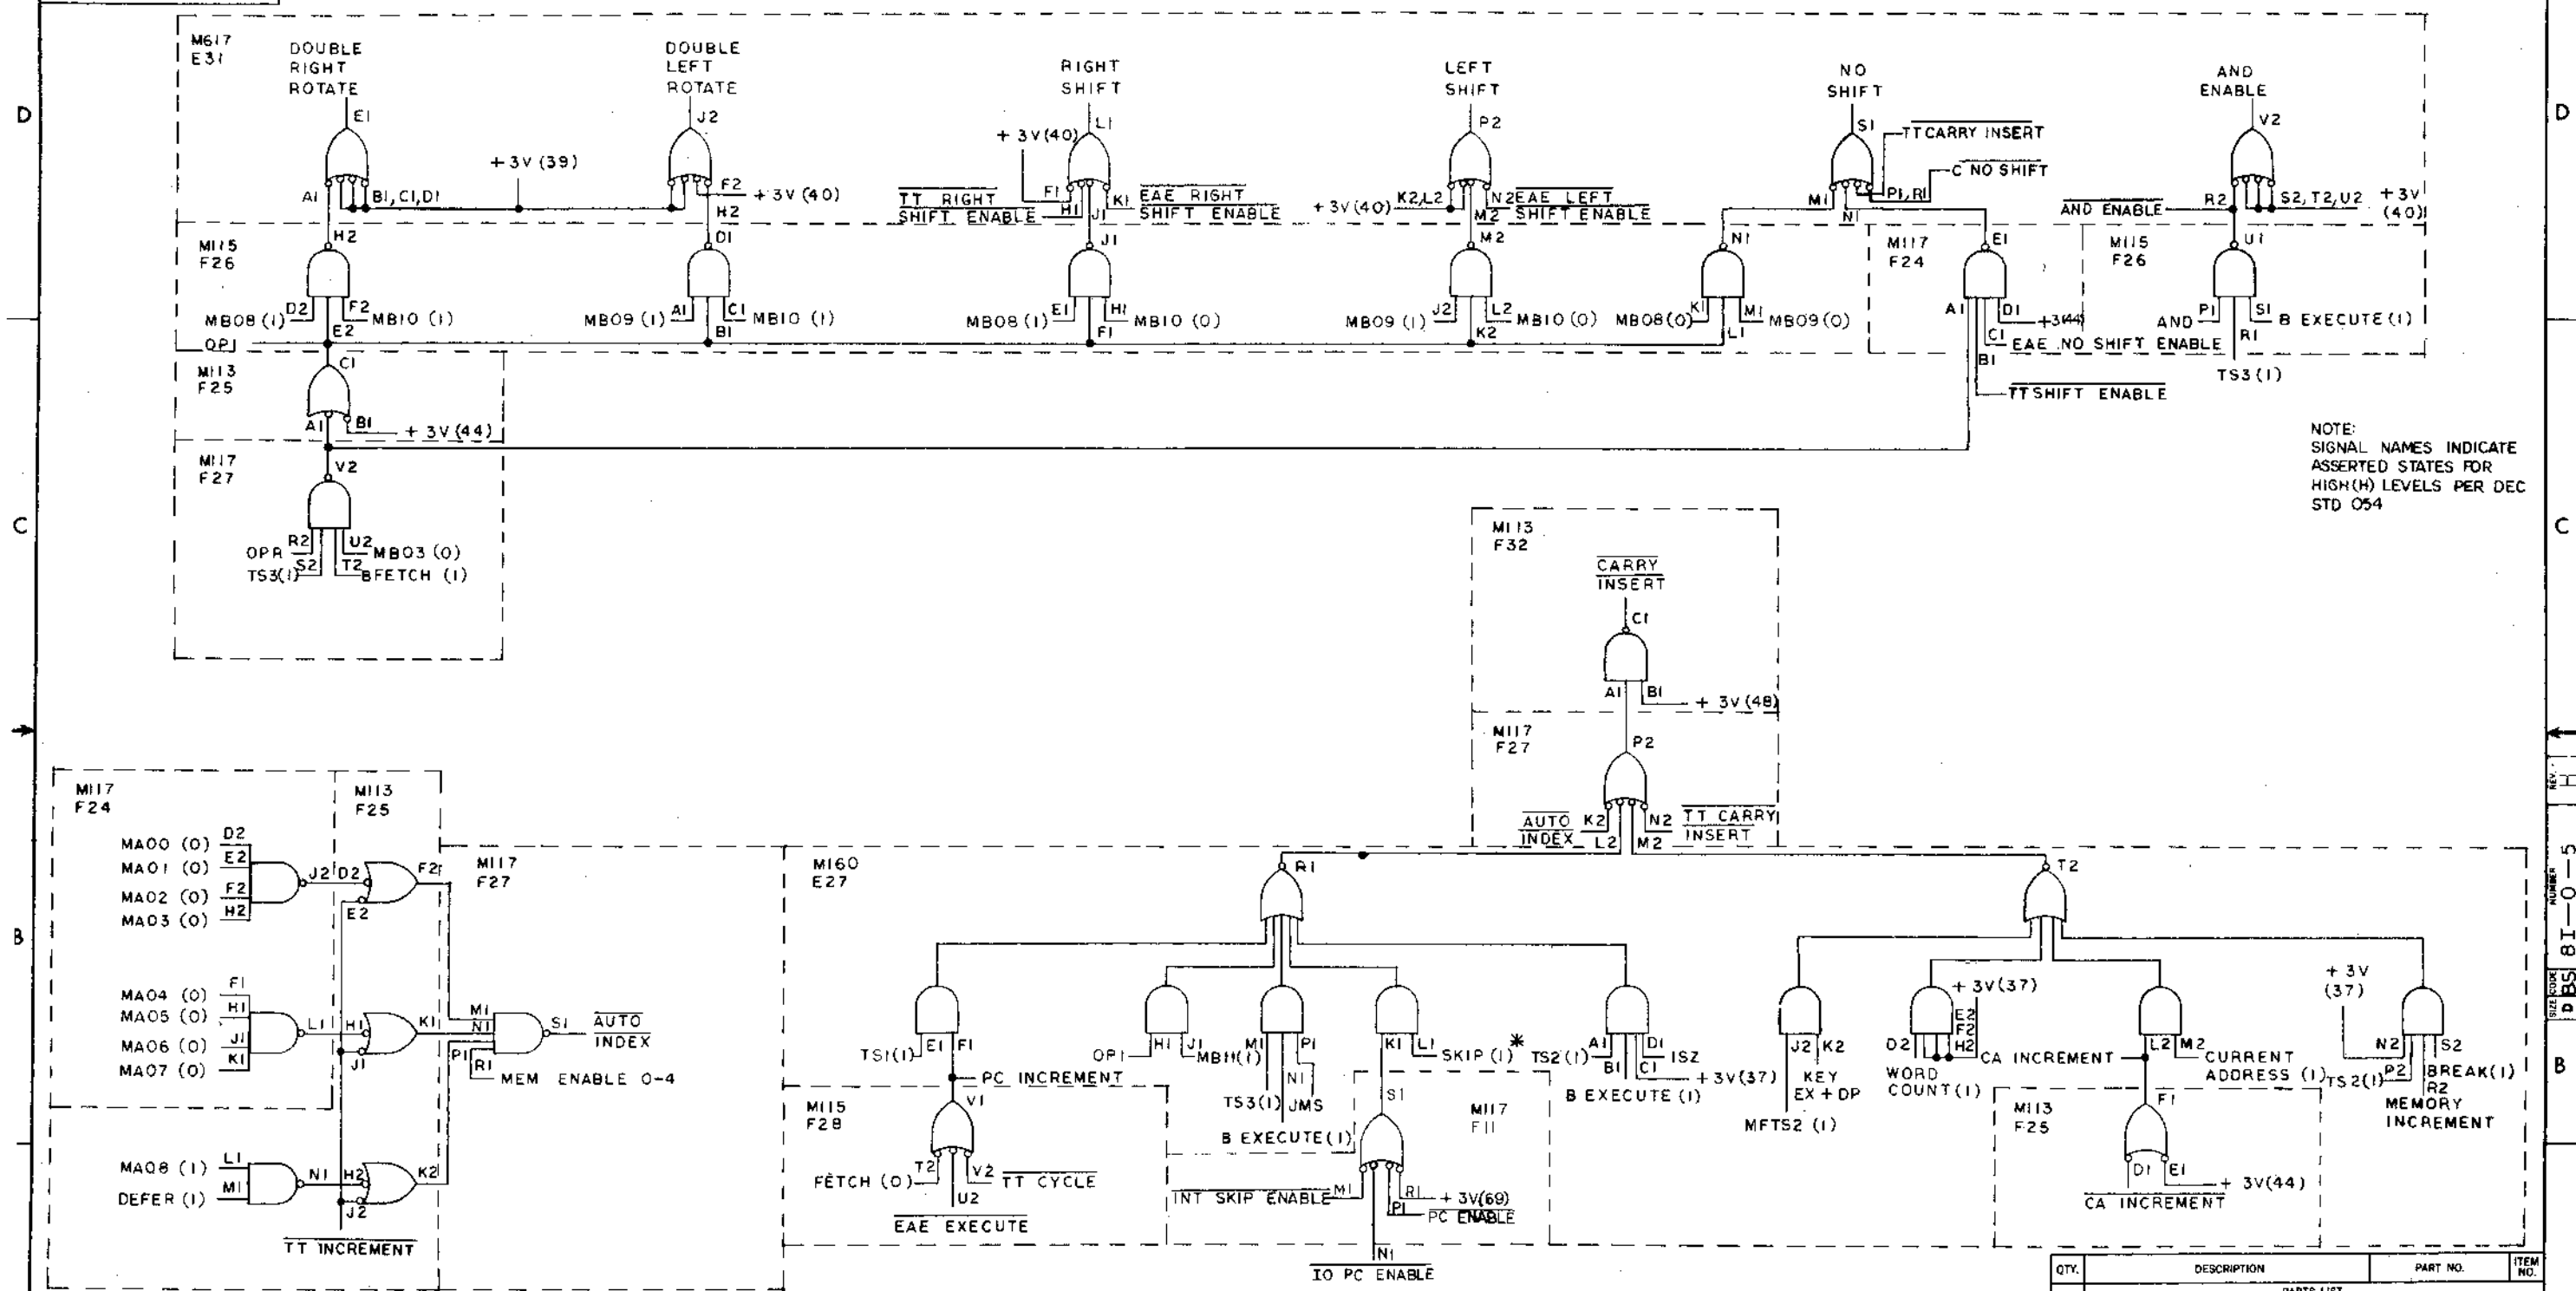 M617
E31
DOUBLE
RIGHT
ROTATE
DOUBLE
LEFT
ROTATE
RIGHT
SHIFT
LEFT
SHIFT
NO
SHIFT
AND
ENABLE
D
D
E1
J2
L1
P2
S1
V2
+3V (39)
+3V (40)
+3V(40)
TT CARRY INSERT
C NO SHIFT
A1
B1,C1,D1
F2
H2
TT RIGHT
SHIFT ENABLE
F1
H1
J1
K1
EAE RIGHT
SHIFT ENABLE
+3V(40)
K2,L2
M2
N2
EAE LEFT
SHIFT ENABLE
M1
N1
P1,R1
AND ENABLE
R2
S2,T2,U2
+3V
(40)
M115
F26
H2
D1
J1
M2
N1
M117
F24
E1
M115
F26
U1
MB08 (1)
D2
E2
F2
MB10 (1)
MB09 (1)
A1
B1
C1
MB10 (1)
MB08 (1)
E1
F1
H1
MB10 (0)
MB09 (1)
J2
K2
L2
MB10 (0)
MB08(0)
K1
L1
M1
MB09 (0)
A1
B1
C1
D1
+3(44)
EAE NO SHIFT ENABLE
TT SHIFT ENABLE
AND
P1
R1
S1
B EXECUTE (1)
TS3 (1)
OP1
M113
F25
C1
A1
B1
+ 3V (44)
M117
F27
V2
OPR
R2
S2
TS3(1)
U2
MB03 (0)
T2
BFETCH (1)
NOTE:
SIGNAL NAMES INDICATE
ASSERTED STATES FOR
HIGH(H) LEVELS PER DEC
STD 054
C
C
M113
F32
CARRY
INSERT
C1
A1
B1
+ 3V (48)
M117
F27
P2
AUTO
INDEX
K2
L2
M2
N2
TT CARRY
INSERT
M117
F24
M113
F25
MA00 (0)
D2
MA01 (0)
E2
MA02 (0)
F2
MA03 (0)
H2
J2
D2
E2
F2
M117
F27
MA04 (0)
F1
MA05 (0)
H1
MA06 (0)
J1
MA07 (0)
K1
L1
H1
J1
K1
M1
N1
P1
R1
S1
AUTO
INDEX
MEM ENABLE 0-4
MA08 (1)
L1
DEFER (1)
M1
N1
H2
J2
K2
TT INCREMENT
B
B
M160
E27
R1
T2
TS1(1)
E1
F1
PC INCREMENT
M115
F28
V1
FETCH (0)
T2
U2
V2
TT CYCLE
EAE EXECUTE
OP1
H1
J1
MB11(1)
M1
N1
P1
TS3(1)
JMS
B EXECUTE (1)
K1
L1
SKIP (1)
*
S1
M117
F11
INT SKIP ENABLE
M1
N1
P1
R1
+ 3V(69)
PC ENABLE
IO PC ENABLE
TS2(1)
A1
B1
C1
D1
ISZ
+3V(37)
B EXECUTE (1)
J2
K2
KEY
EX + DP
MFTS2 (1)
D2
E2
F2
H2
+ 3V(37)
WORD
COUNT (1)
CA INCREMENT
L2
M2
CURRENT
ADDRESS (1)
M113
F25
F1
D1
E1
+ 3V(44)
CA INCREMENT
+ 3V
(37)
N2
P2
R2
S2
TS2(1)
BREAK(1)
MEMORY
INCREMENT
REV.
H
NUMBER
8I-0-5
SIZE
CODE
D
BS
QTY.
DESCRIPTION
PART NO.
ITEM
NO.
PARTS LIST